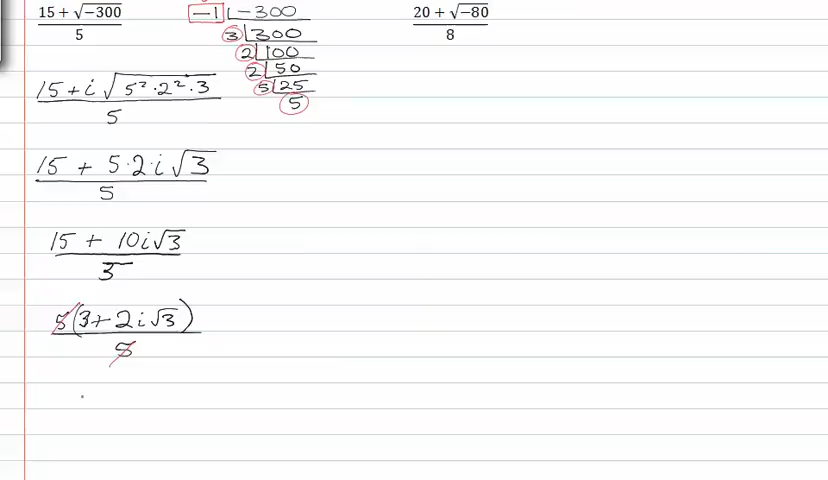 15 + √-300 / 5
-1 | -300
3 | 300
2 | 100
2 | 50
5 | 25
5
20 + √-80 / 8
15 + i√5² · 2² · 3 / 5
15 + 5 · 2 · i√3 / 5
15 + 10i√3 / 5
5(3 + 2i√3) / 5